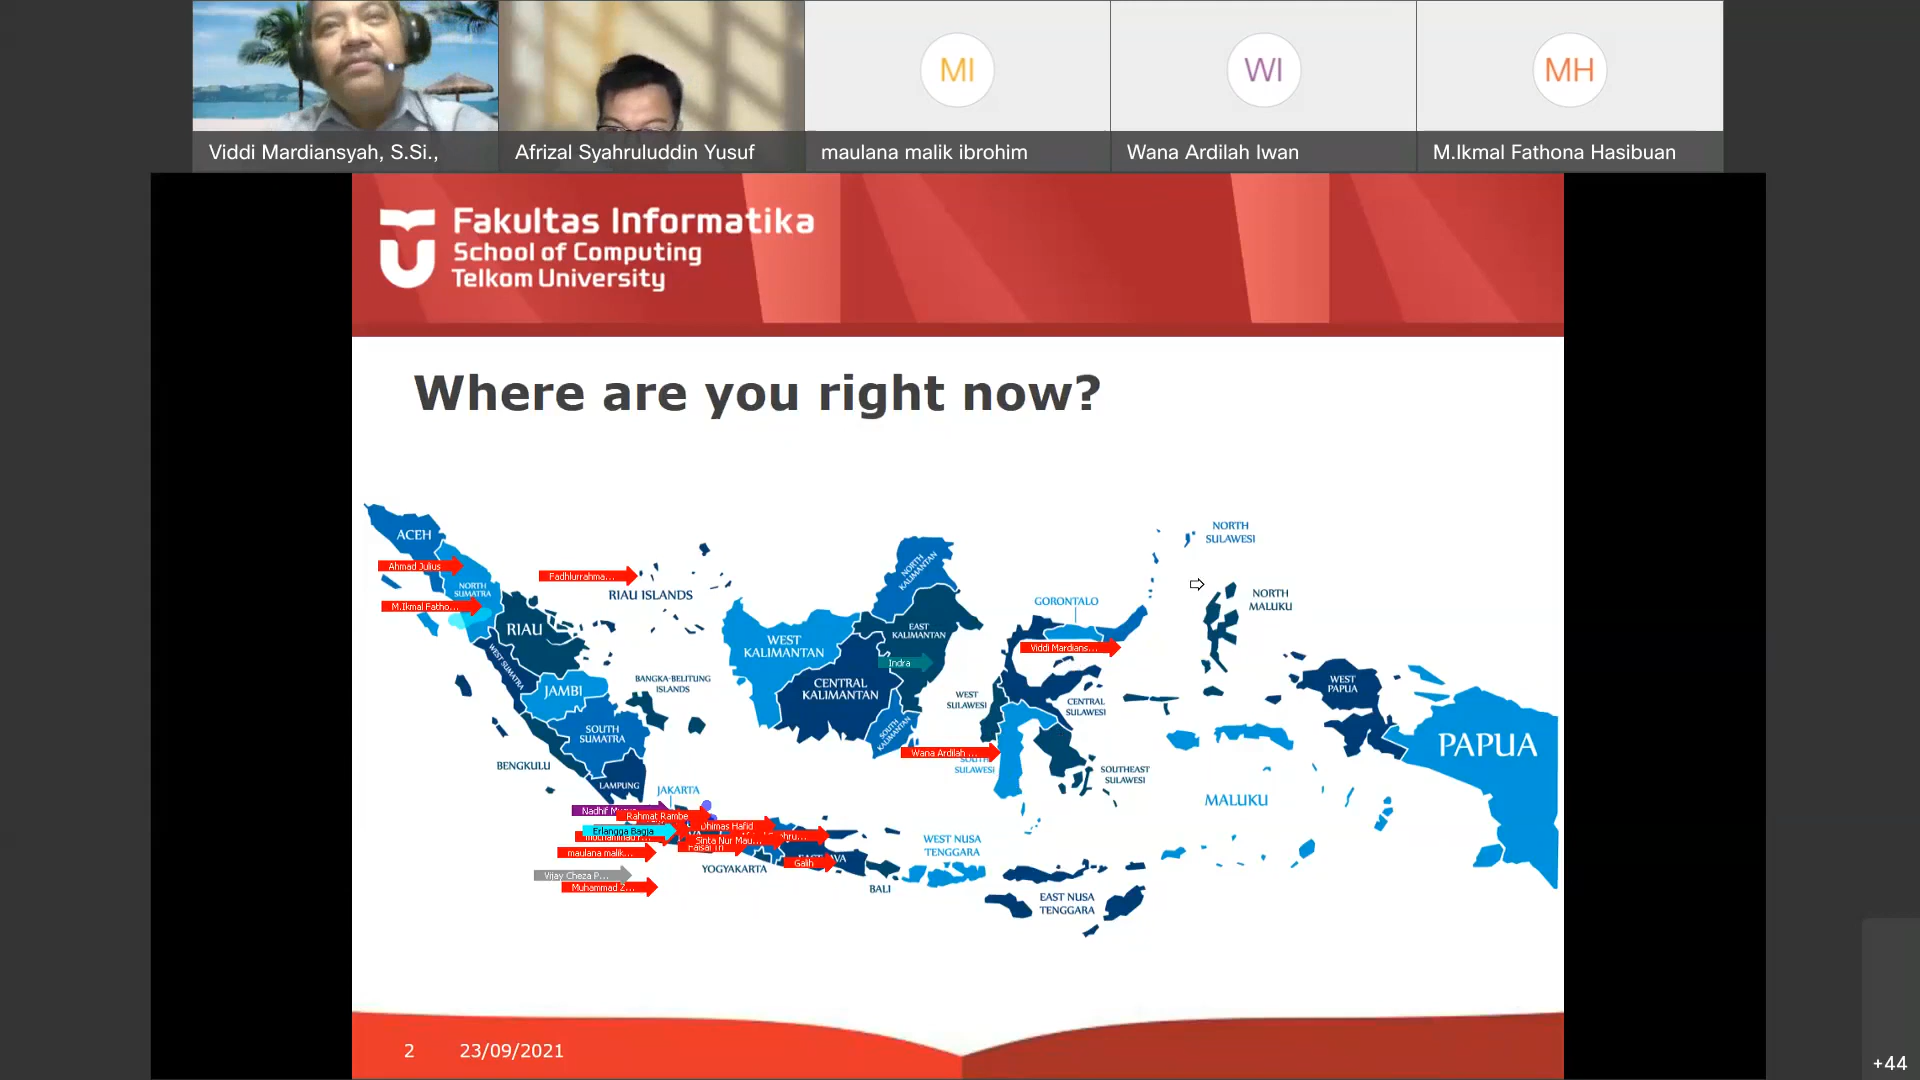 MI
WI
MH
Viddi Mardiansyah, S.Si.,
Afrizal Syahruluddin Yusuf
maulana malik ibrohim
Wana Ardilah Iwan
M.Ikmal Fathona Hasibuan
Fakultas Informatika
School of Computing
Telkom University
Where are you right now?
ACEH
Ahmad Julius
NORTH
SUMATRA
M.Ikmal Fatho...
Fadhlurrahma...
RIAU ISLANDS
RIAU
WEST SUMATRA
JAMBI
BANGKA-BELITUNG
ISLANDS
SOUTH
SUMATRA
BENGKULU
LAMPUNG
JAKARTA
WEST
KALIMANTAN
CENTRAL
KALIMANTAN
NORTH
KALIMANTAN
EAST
KALIMANTAN
Indra
SOUTH
KALIMANTAN
NORTH
SULAWESI
GORONTALO
Viddi Mardians...
NORTH
MALUKU
WEST
SULAWESI
CENTRAL
SULAWESI
Wana Ardilah ...
SOUTH
SULAWESI
SOUTHEAST
SULAWESI
MALUKU
WEST
PAPUA
PAPUA
Rahmat Rambe
Erlangga Bagja
Dhimas Hafid
Sinta Nur Mau...
Faisal Tri
maulana malik...
Galih
Vijay Cheza P...
Muhammad Z...
YOGYAKARTA
BALI
WEST NUSA
TENGGARA
EAST NUSA
TENGGARA
2 23/09/2021
+44